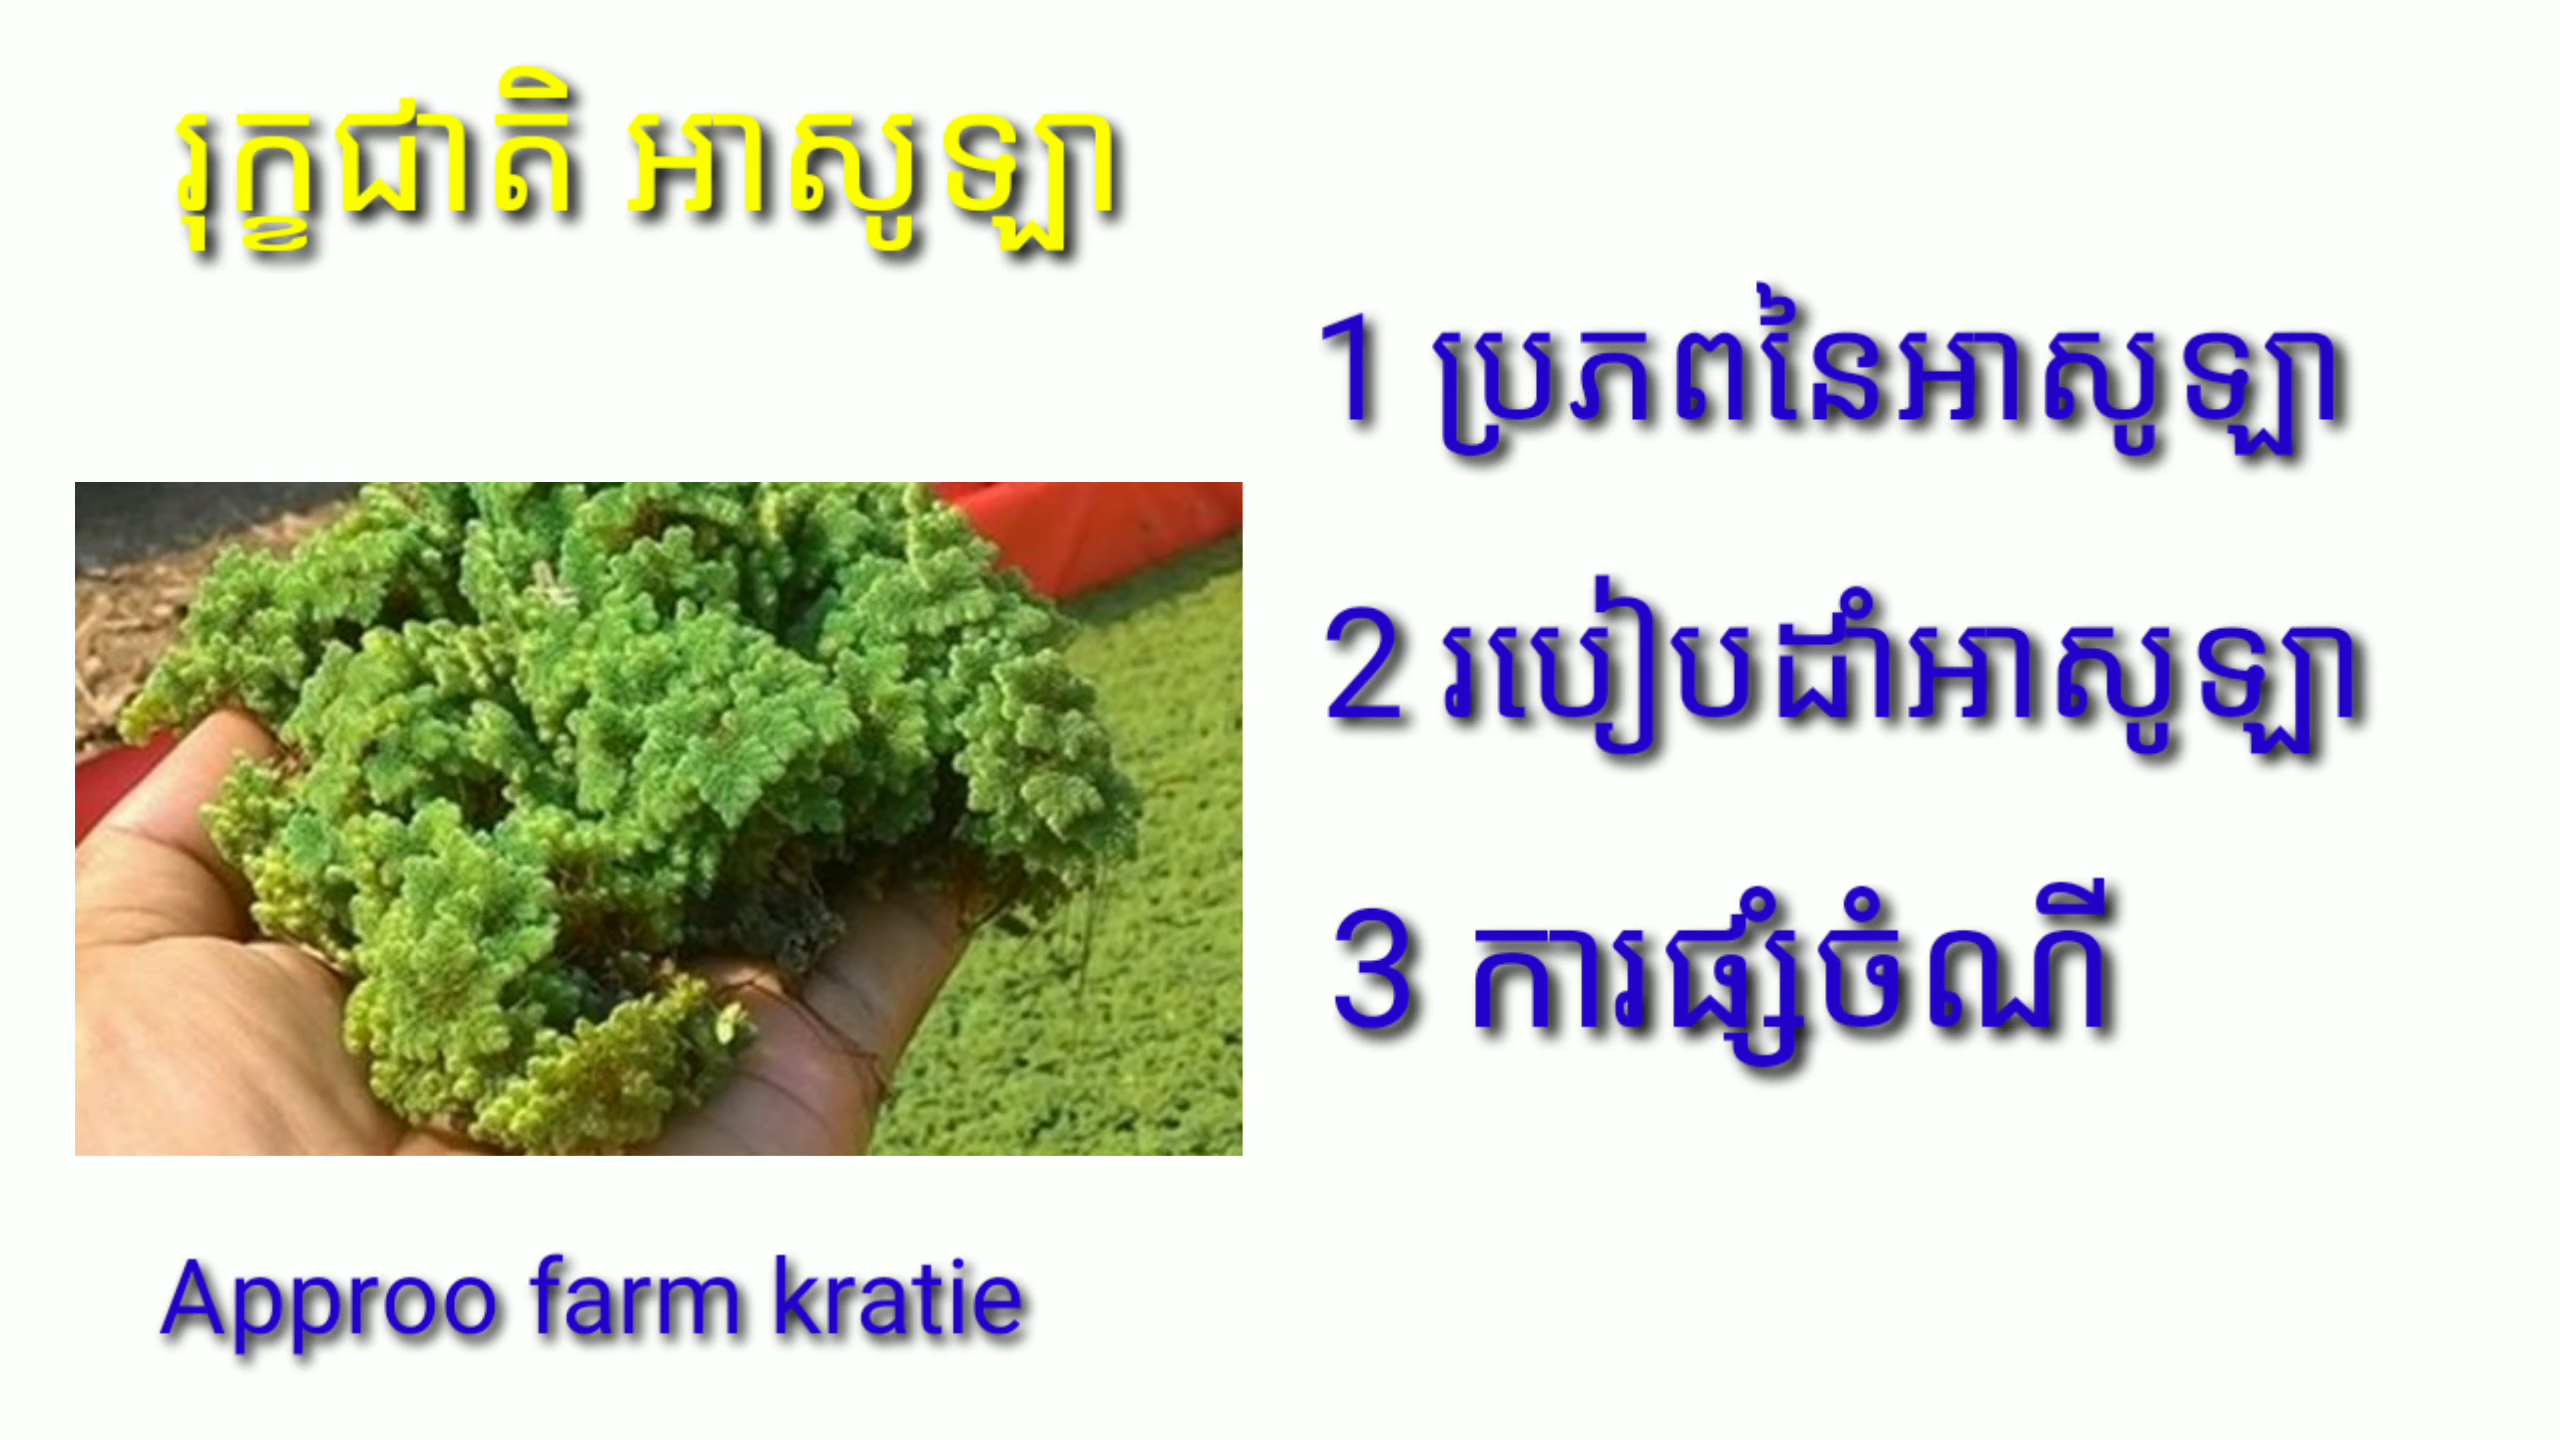 រុក្ខជាតិ អាសូឡា
1 ប្រភពនៃអាសូឡា
2 របៀបដាំអាសូឡា
3 ការផ្សំចំណី
Approo farm kratie